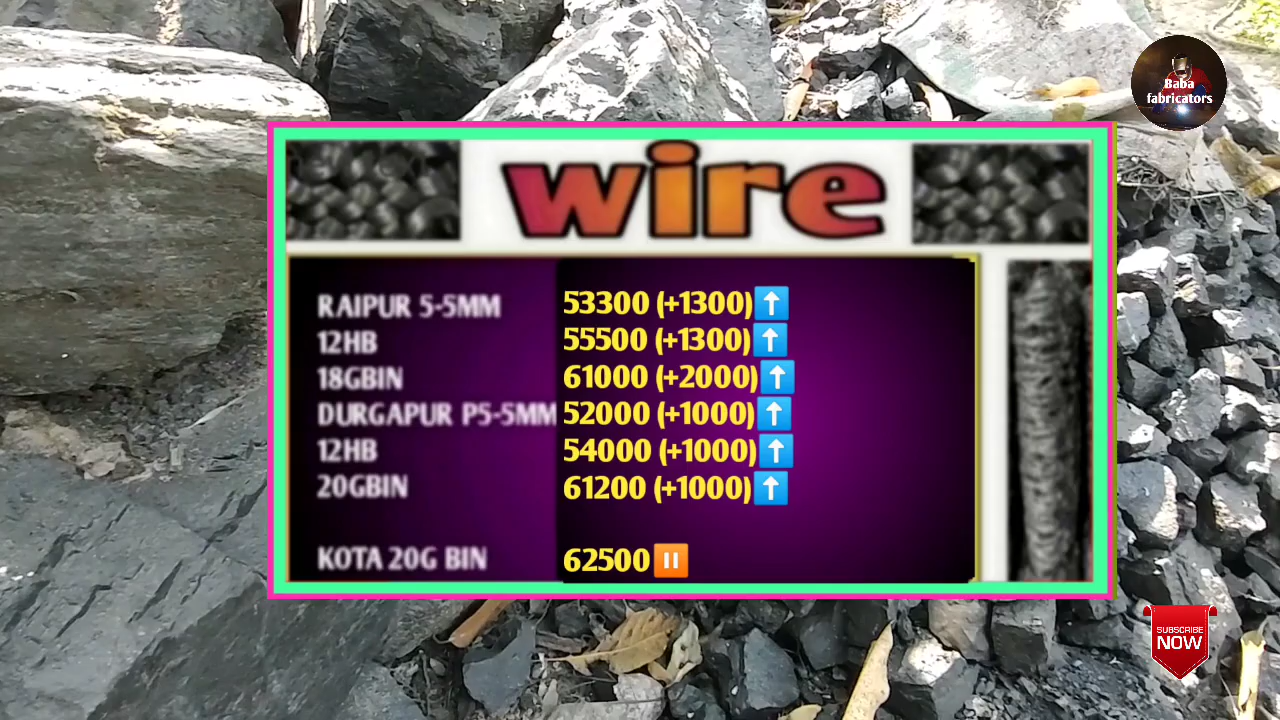 Baba
fabricators
wire
RAIPUR 5-5MM 53300 (+1300)⬆️
12HB 55500 (+1300)⬆️
18GBIN 61000 (+2000)⬆️
DURGAPUR P5-5MM 52000 (+1000)⬆️
12HB 54000 (+1000)⬆️
20GBIN 61200 (+1000)⬆️
KOTA 20G BIN 62500⏸️
SUBSCRIBE
NOW